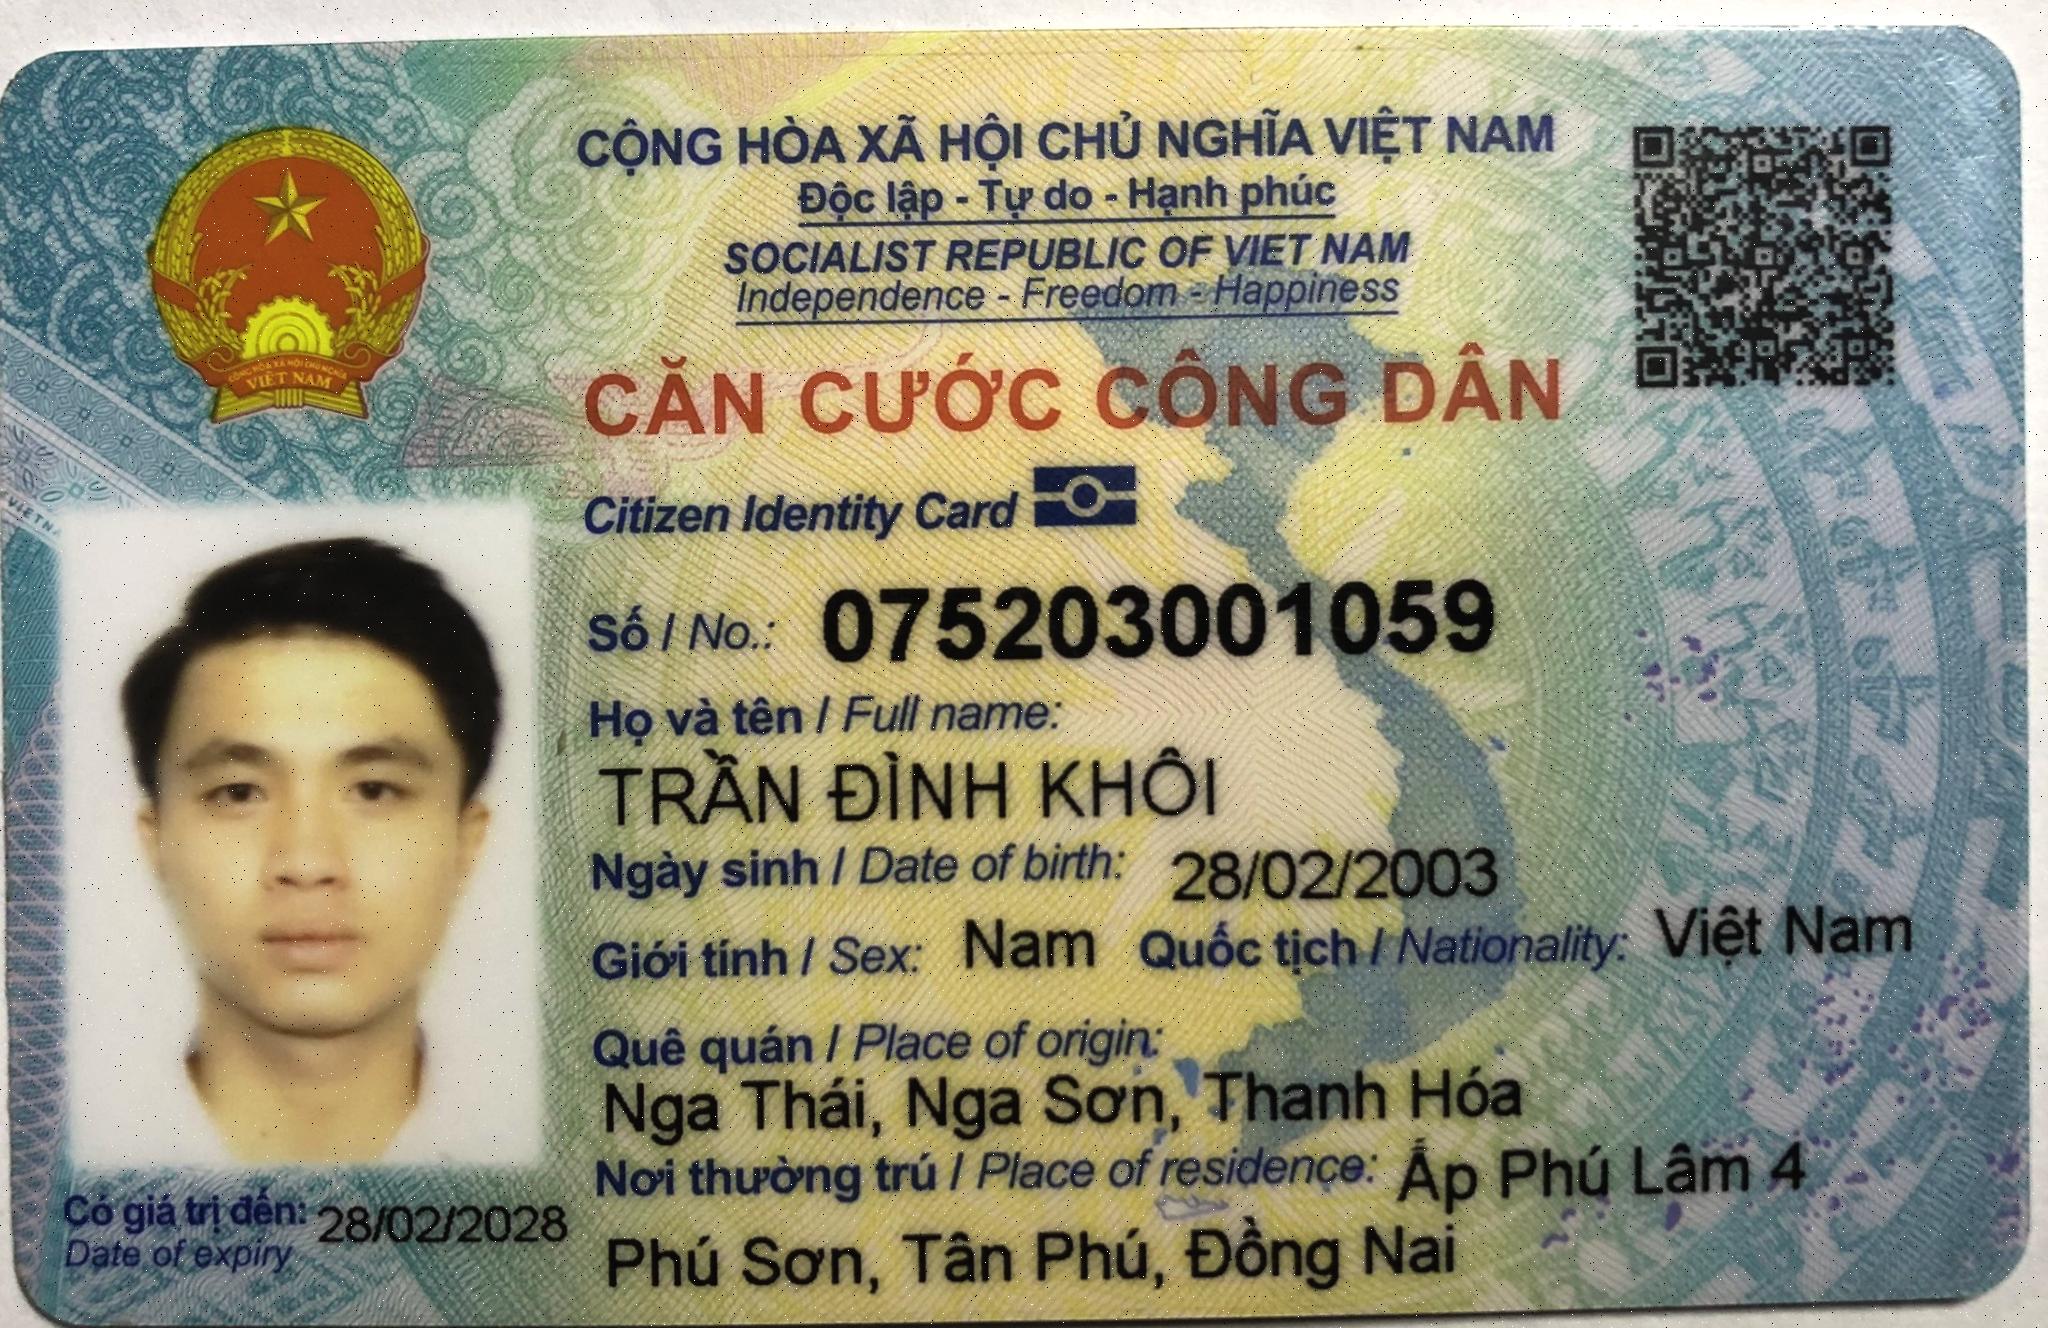 CỘNG HÒA XÃ HỘI CHỦ NGHĨA VIỆT NAM
Độc lập - Tự do - Hạnh phúc
SOCIALIST REPUBLIC OF VIET NAM
Independence - Freedom - Happiness
CỘNG HÒA XÃ HỘI CHỦ NGHĨA
VIỆT NAM
CĂN CƯỚC CÔNG DÂN
Citizen Identity Card
Số / No.: 075203001059
Họ và tên / Full name:
TRẦN ĐÌNH KHÔI
Ngày sinh / Date of birth: 28/02/2003
Giới tính / Sex: Nam Quốc tịch / Nationality: Việt Nam
Quê quán / Place of origin:
Nga Thái, Nga Sơn, Thanh Hóa
Nơi thường trú / Place of residence: Ấp Phú Lâm 4
Phú Sơn, Tân Phú, Đồng Nai
Có giá trị đến: 28/02/2028
Date of expiry